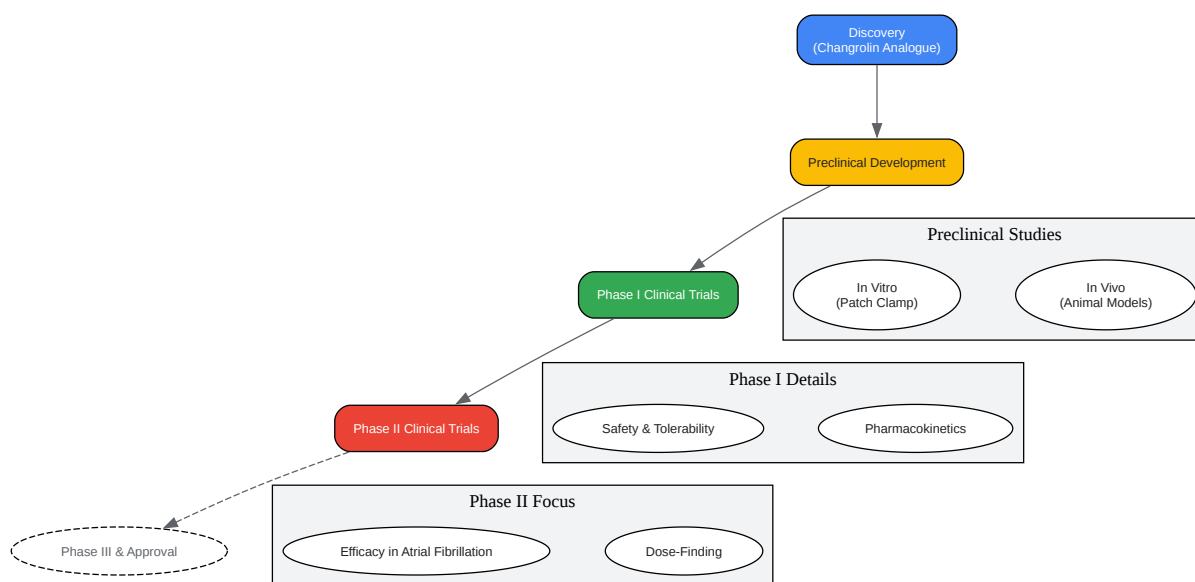 Discovery
(Changrolin Analogue)
Preclinical Development
Preclinical Studies
In Vitro
(Patch Clamp)
In Vivo
(Animal Models)
Phase I Clinical Trials
Phase I Details
Safety & Tolerability
Pharmacokinetics
Phase II Clinical Trials
Phase II Focus
Efficacy in Atrial Fibrillation
Dose-Finding
Phase III & Approval